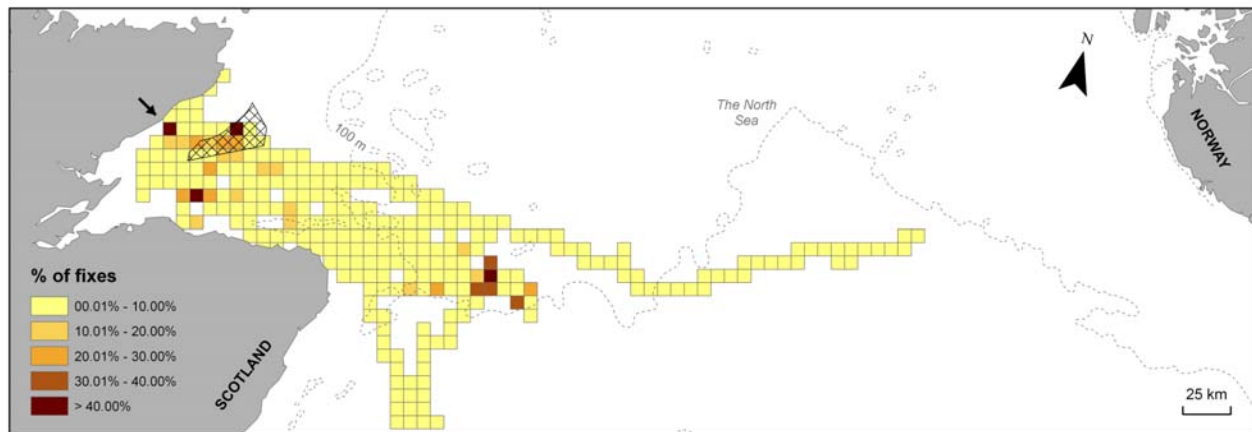 N
The North
Sea
100 m
NORWAY
% of fixes
00.01% - 10.00%
10.01% - 20.00%
20.01% - 30.00%
30.01% - 40.00%
> 40.00%
SCOTLAND
25 km